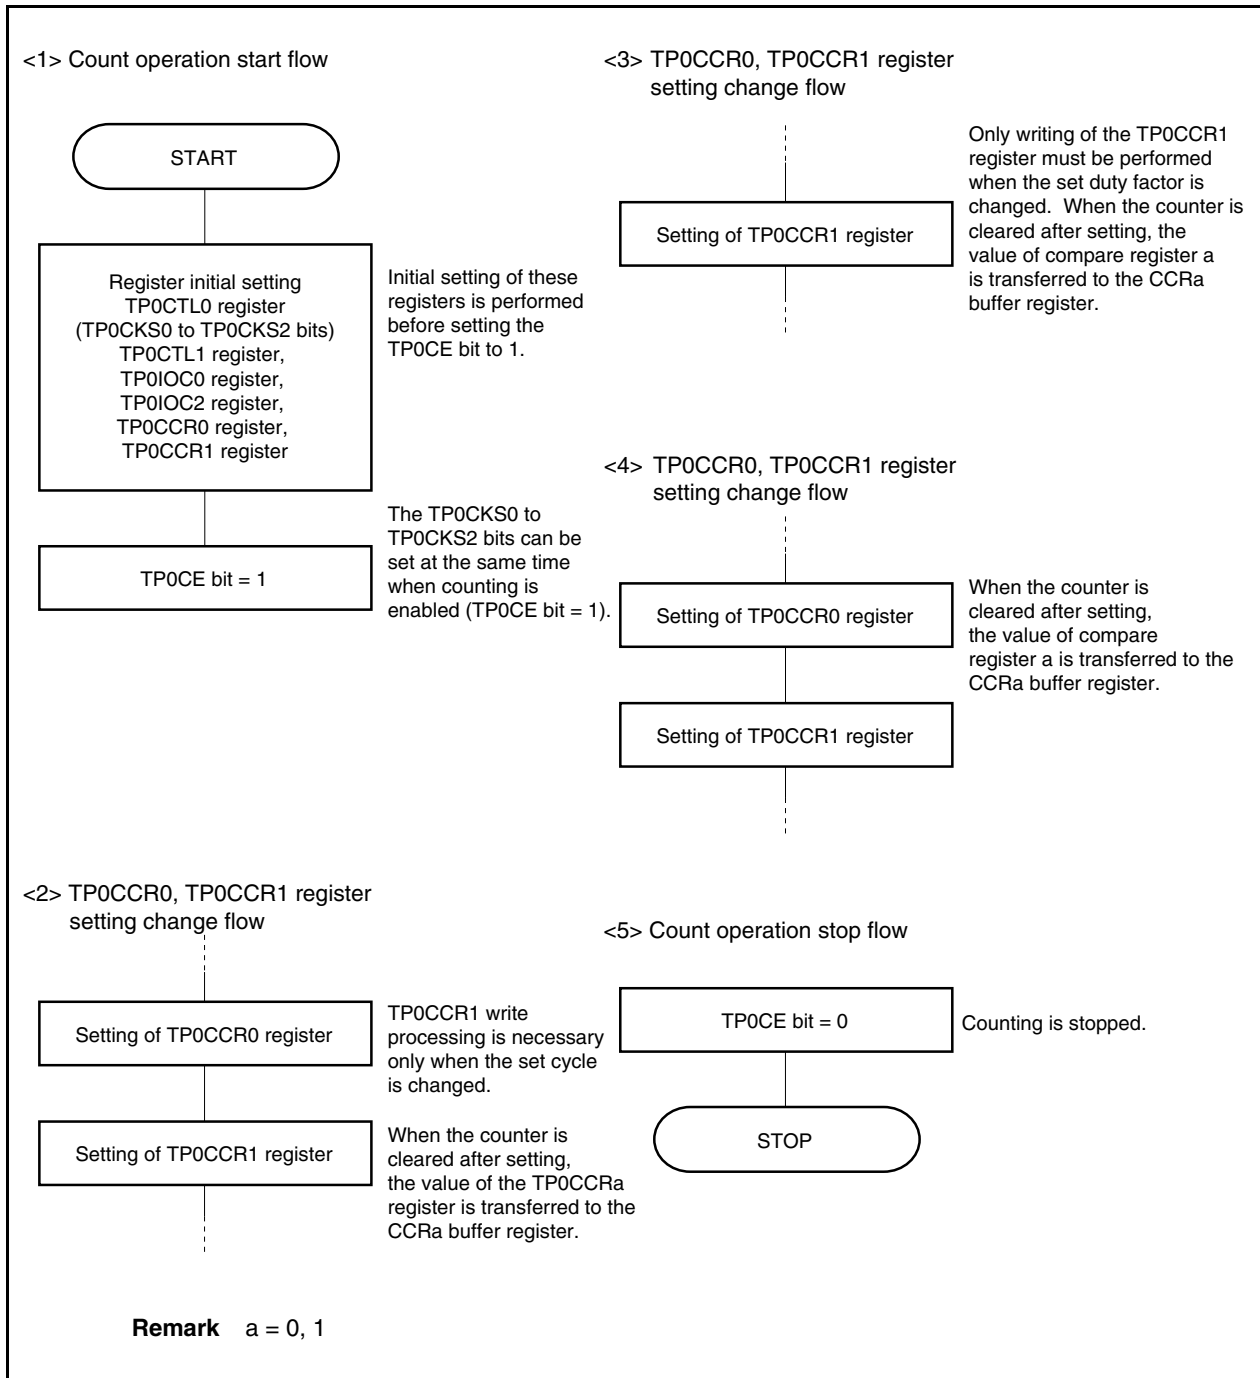 <1> Count operation start flow
START
Register initial setting
TP0CTL0 register
(TP0CKS0 to TP0CKS2 bits)
TP0CTL1 register,
TP0IOC0 register,
TP0IOC2 register,
TP0CCR0 register,
TP0CCR1 register
Initial setting of these
registers is performed
before setting the
TP0CE bit to 1.
TP0CE bit = 1
The TP0CKS0 to
TP0CKS2 bits can be
set at the same time
when counting is
enabled (TP0CE bit = 1).
<2> TP0CCR0, TP0CCR1 register
setting change flow
Setting of TP0CCR0 register
TP0CCR1 write
processing is necessary
only when the set cycle
is changed.
Setting of TP0CCR1 register
When the counter is
cleared after setting,
the value of the TP0CCRa
register is transferred to the
CCRa buffer register.
<3> TP0CCR0, TP0CCR1 register
setting change flow
Setting of TP0CCR1 register
Only writing of the TP0CCR1
register must be performed
when the set duty factor is
changed. When the counter is
cleared after setting, the
value of compare register a
is transferred to the CCRa
buffer register.
<4> TP0CCR0, TP0CCR1 register
setting change flow
Setting of TP0CCR0 register
When the counter is
cleared after setting,
the value of compare
register a is transferred to the
CCRa buffer register.
Setting of TP0CCR1 register
<5> Count operation stop flow
TP0CE bit = 0
Counting is stopped.
STOP
Remark a = 0, 1